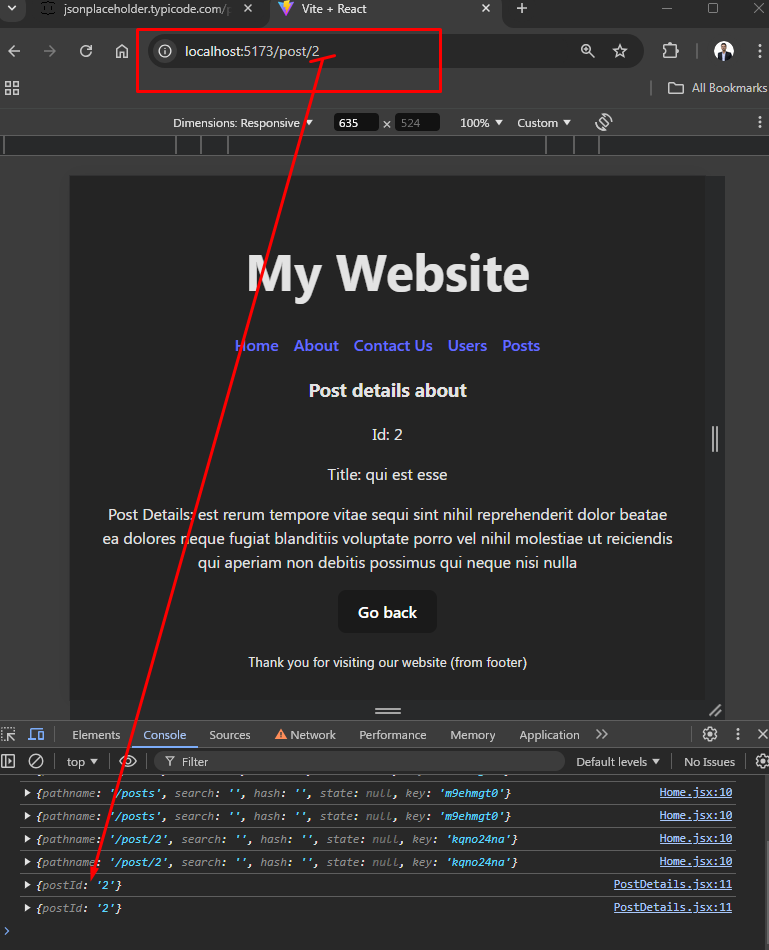 jsonplaceholder.typicode.com/p
Vite + React
localhost:5173/post/2
All Bookmarks
Dimensions: Responsive 635 × 524 100% Custom
My Website
Home About Contact Us Users Posts
Post details about
Id: 2
Title: qui est esse
Post Details: est rerum tempore vitae sequi sint nihil reprehenderit dolor beatae
ea dolores neque fugiat blanditiis voluptate porro vel nihil molestiae ut reiciendis
qui aperiam non debitis possimus qui neque nisi nulla
Go back
Thank you for visiting our website (from footer)
Elements Console Sources Network Performance Memory Application
top Filter Default levels No Issues
{pathname: '/posts', search: '', hash: '', state: null, key: 'm9ehmgt0'} Home.jsx:10
{pathname: '/posts', search: '', hash: '', state: null, key: 'm9ehmgt0'} Home.jsx:10
{pathname: '/post/2', search: '', hash: '', state: null, key: 'kqno24na'} Home.jsx:10
{pathname: '/post/2', search: '', hash: '', state: null, key: 'kqno24na'} Home.jsx:10
{postId: '2'} PostDetails.jsx:11
{postId: '2'} PostDetails.jsx:11